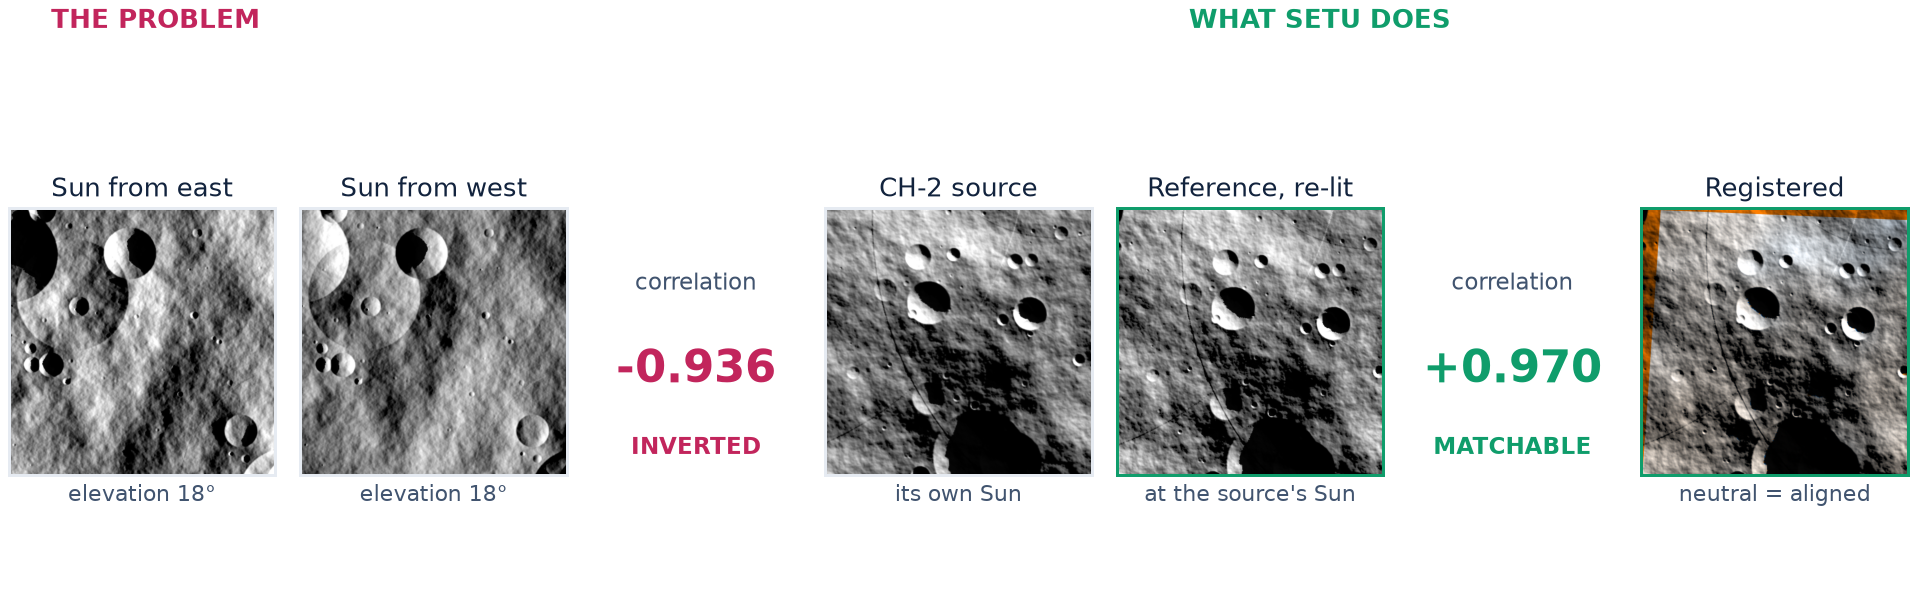 THE PROBLEM
WHAT SETU DOES
Sun from east
Sun from west
CH-2 source
Reference, re-lit
Registered
correlation
-0.936
INVERTED
correlation
+0.970
MATCHABLE
elevation 18°
elevation 18°
its own Sun
at the source's Sun
neutral = aligned